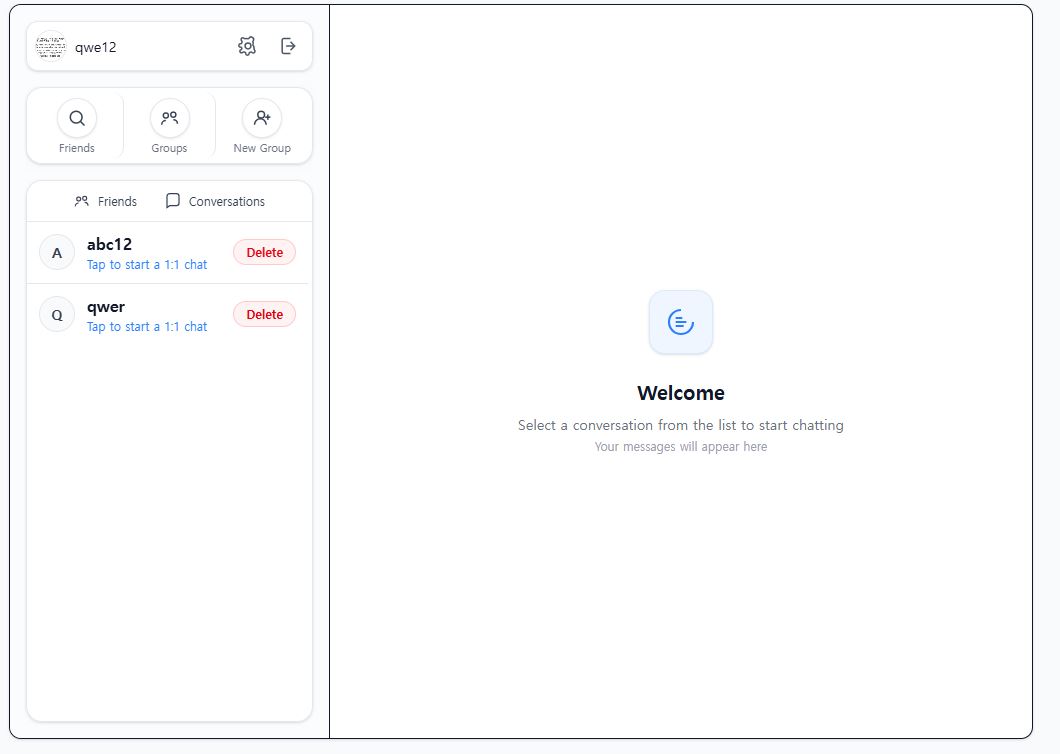 qwe12
Friends Groups New Group
Friends Conversations
A abc12 Delete
Tap to start a 1:1 chat
Q qwer Delete
Tap to start a 1:1 chat
Welcome
Select a conversation from the list to start chatting
Your messages will appear here